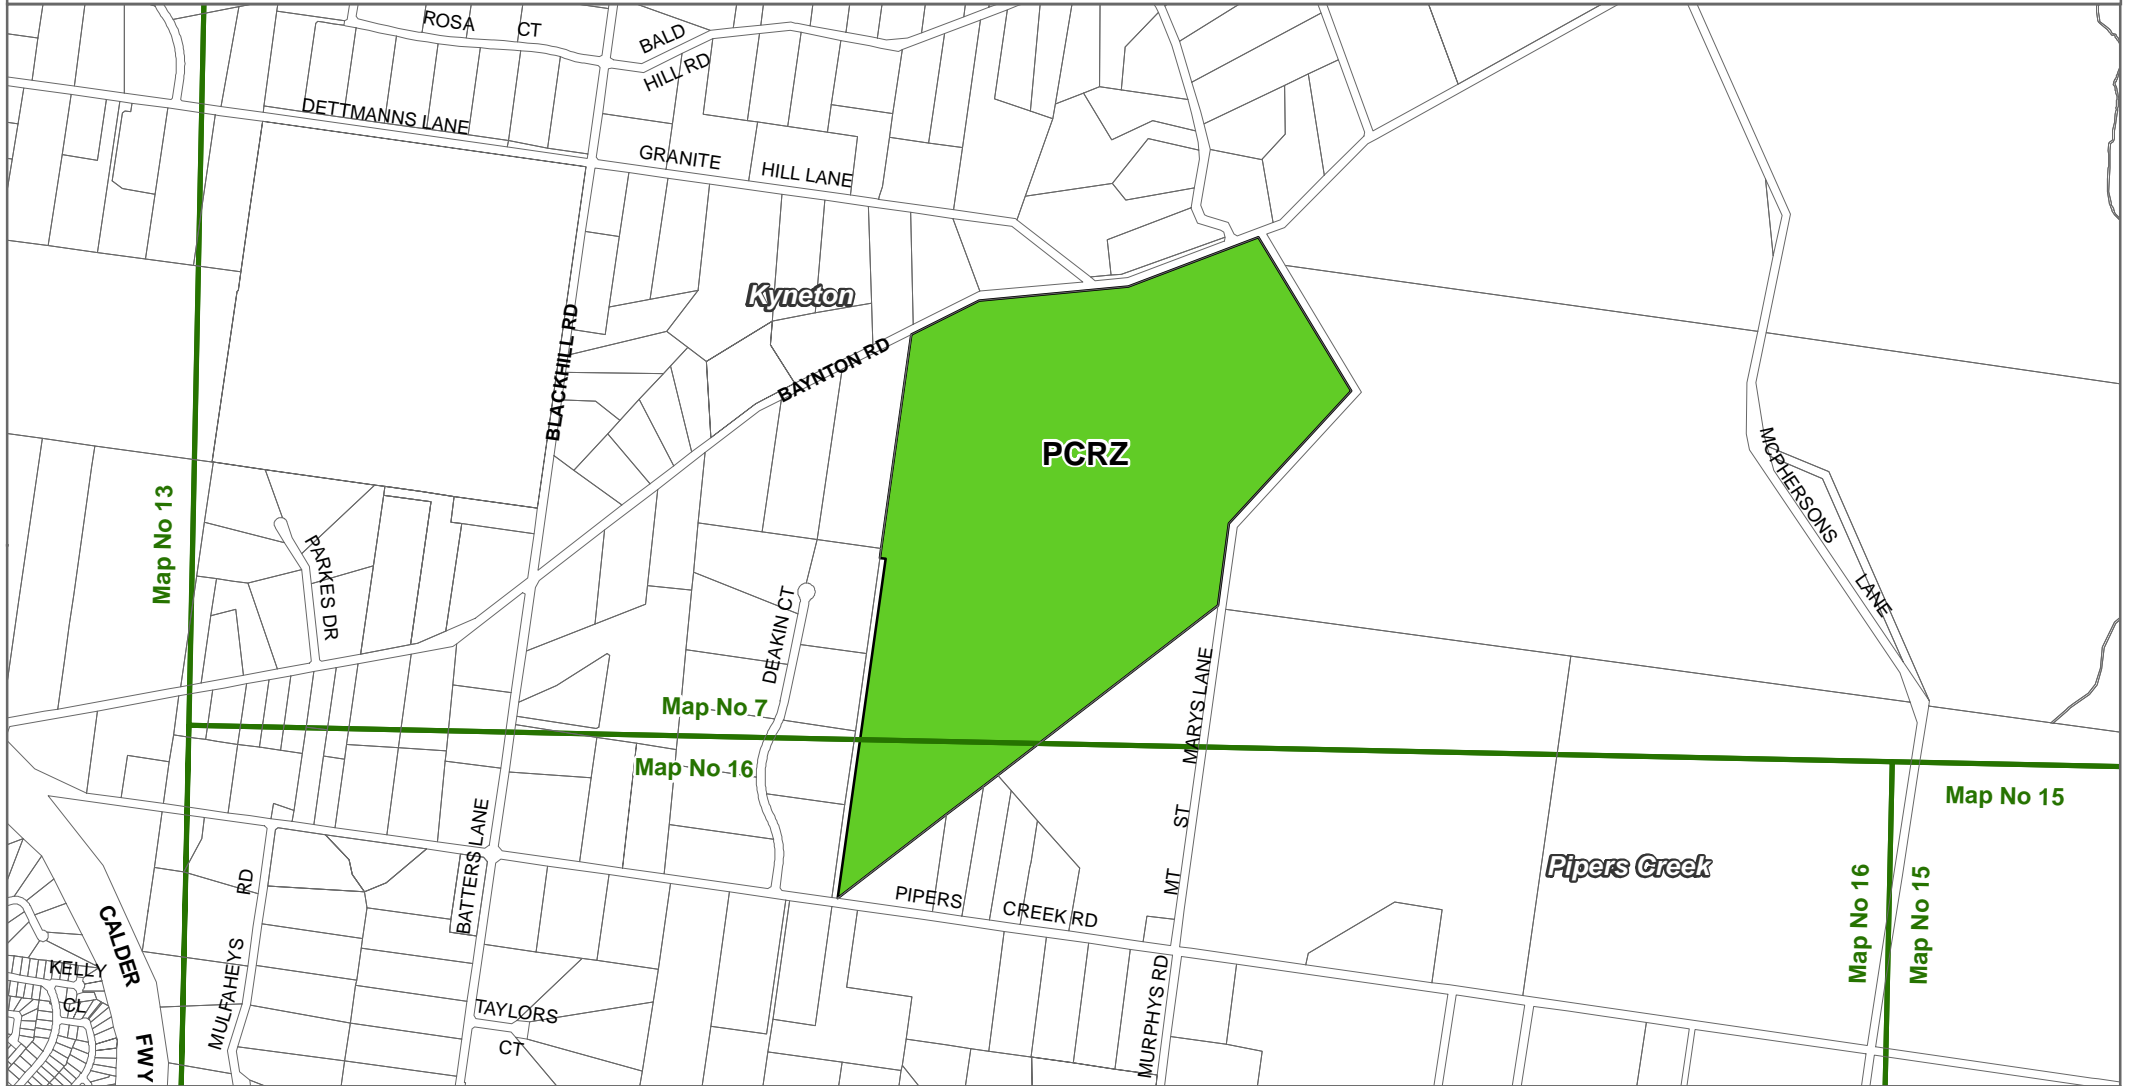 ROSA CT
BALD
HILL RD
DETTMANNS LANE
GRANITE HILL LANE
Kyneton
BLACKHILL RD
BAYNTON RD
PCRZ
MCPHERSONS LANE
Map No 13
PARKES DR
DEAKIN CT
MARYS LANE
Map No 7
Map No 16
Map No 15
BATTERS LANE
MT ST
Pipers Creek
RD
MULFAHEYS
PIPERS CREEK RD
Map No 16
Map No 15
CALDER FWY
KELLY
CL
TAYLORS
CT
MURPHYS RD